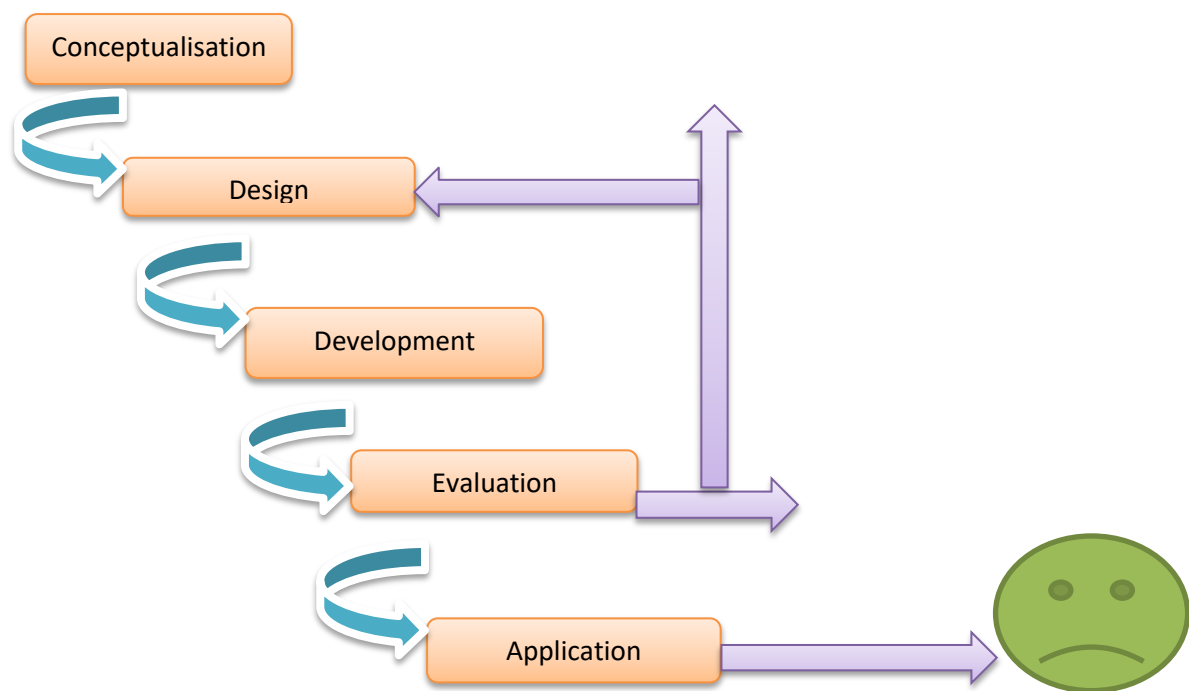 Conceptualisation
Design
Development
Evaluation
Application